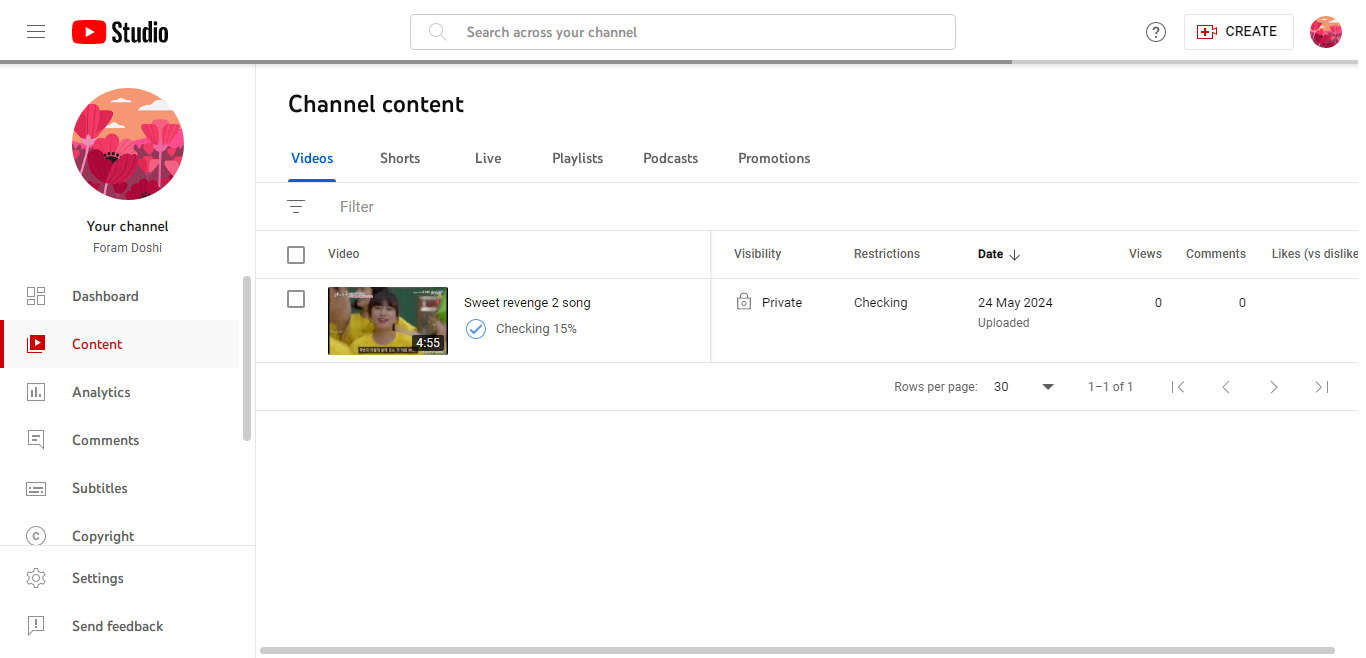 Studio
Search across your channel
?
CREATE
Your channel
Foram Doshi
Dashboard
Content
Analytics
Comments
Subtitles
Copyright
Settings
Send feedback
Channel content
Videos Shorts Live Playlists Podcasts Promotions
Filter
Video Visibility Restrictions Date Views Comments Likes (vs dislike
4:55
Sweet revenge 2 song
Checking 15%
Private Checking 24 May 2024 0 0
Uploaded
Rows per page: 30 1–1 of 1